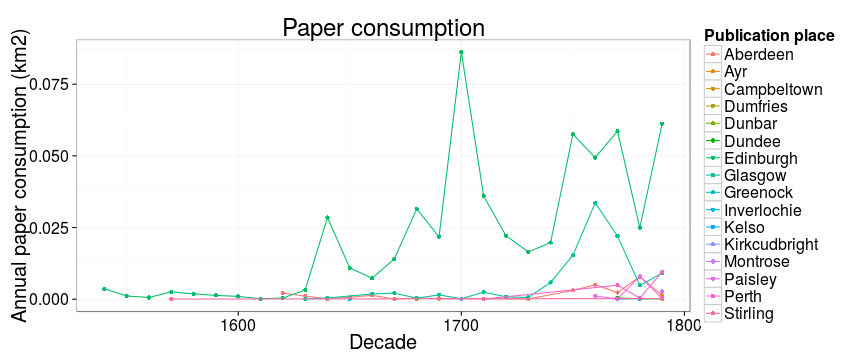 Paper consumption
Annual paper consumption (km2)
0.075
0.050
0.025
0.000
1600
1700
1800
Decade
Publication place
Aberdeen
Ayr
Campbeltown
Dumfries
Dunbar
Dundee
Edinburgh
Glasgow
Greenock
Inverlochie
Kelso
Kirkcudbright
Montrose
Paisley
Perth
Stirling